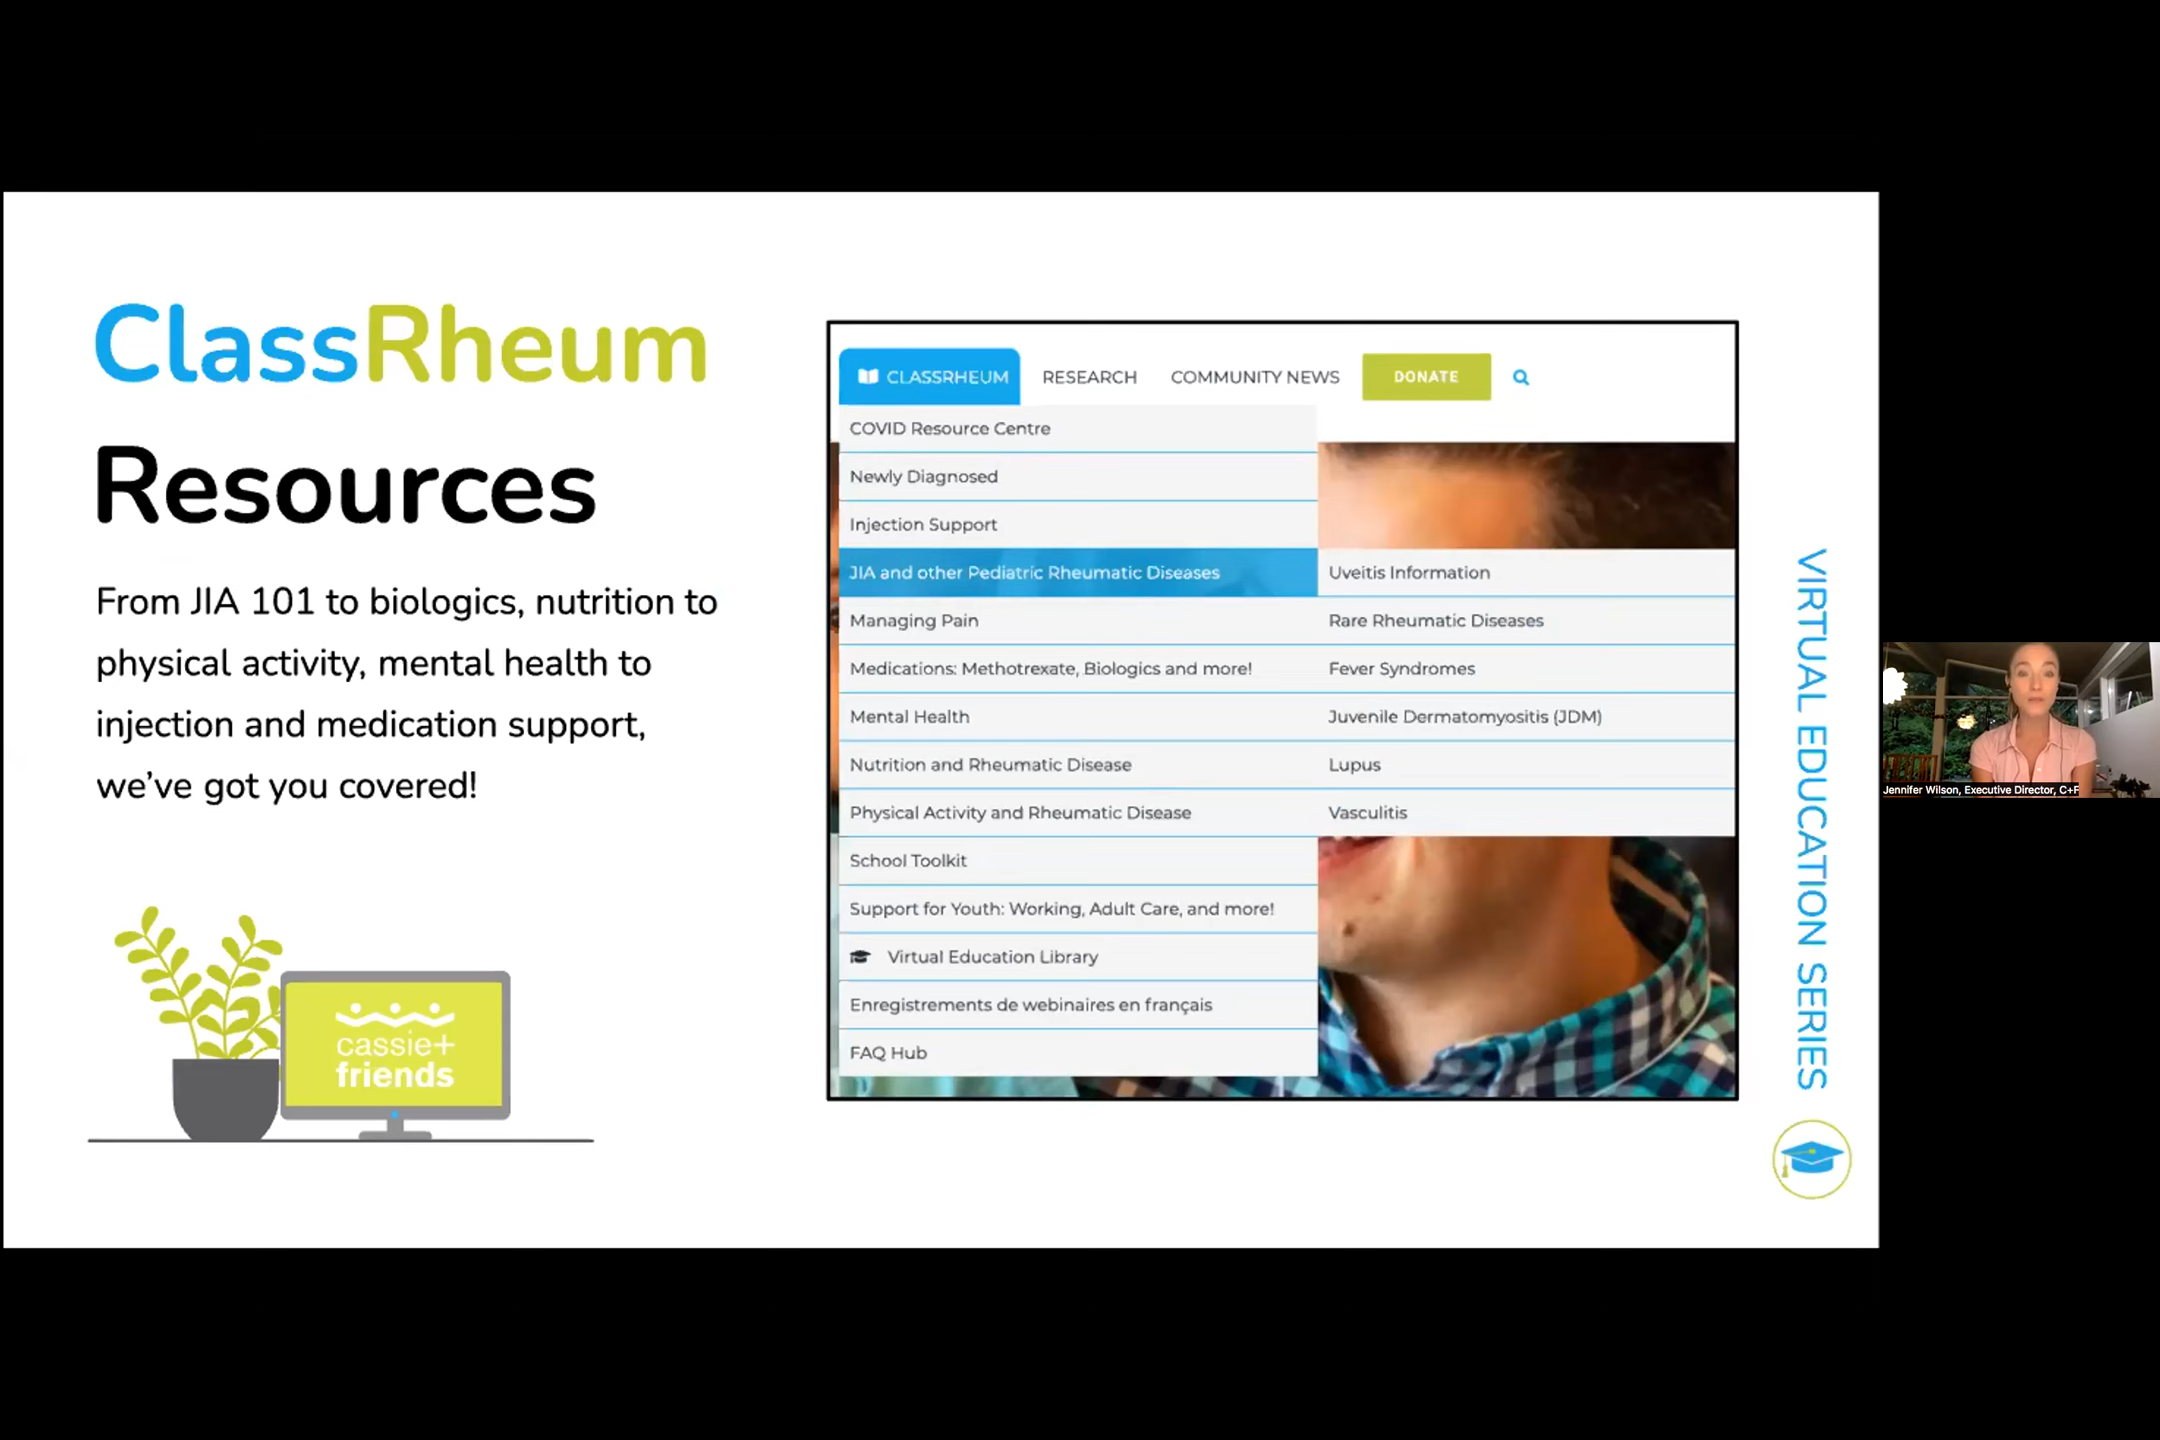 ClassRheum
Resources
From JIA 101 to biologics, nutrition to
physical activity, mental health to
injection and medication support,
we've got you covered!
cassie+
friends
CLASSRHEUM
RESEARCH
COMMUNITY NEWS
DONATE
COVID Resource Centre
Newly Diagnosed
Injection Support
JIA and other Pediatric Rheumatic Diseases
Managing Pain
Medications: Methotrexate, Biologics and more!
Mental Health
Nutrition and Rheumatic Disease
Physical Activity and Rheumatic Disease
School Toolkit
Support for Youth: Working, Adult Care, and more!
Virtual Education Library
Enregistrements de webinaires en français
FAQ Hub
Uveitis Information
Rare Rheumatic Diseases
Fever Syndromes
Juvenile Dermatomyositis (JDM)
Lupus
Vasculitis
VIRTUAL EDUCATION SERIES
Jennifer Wilson, Executive Director, C+F